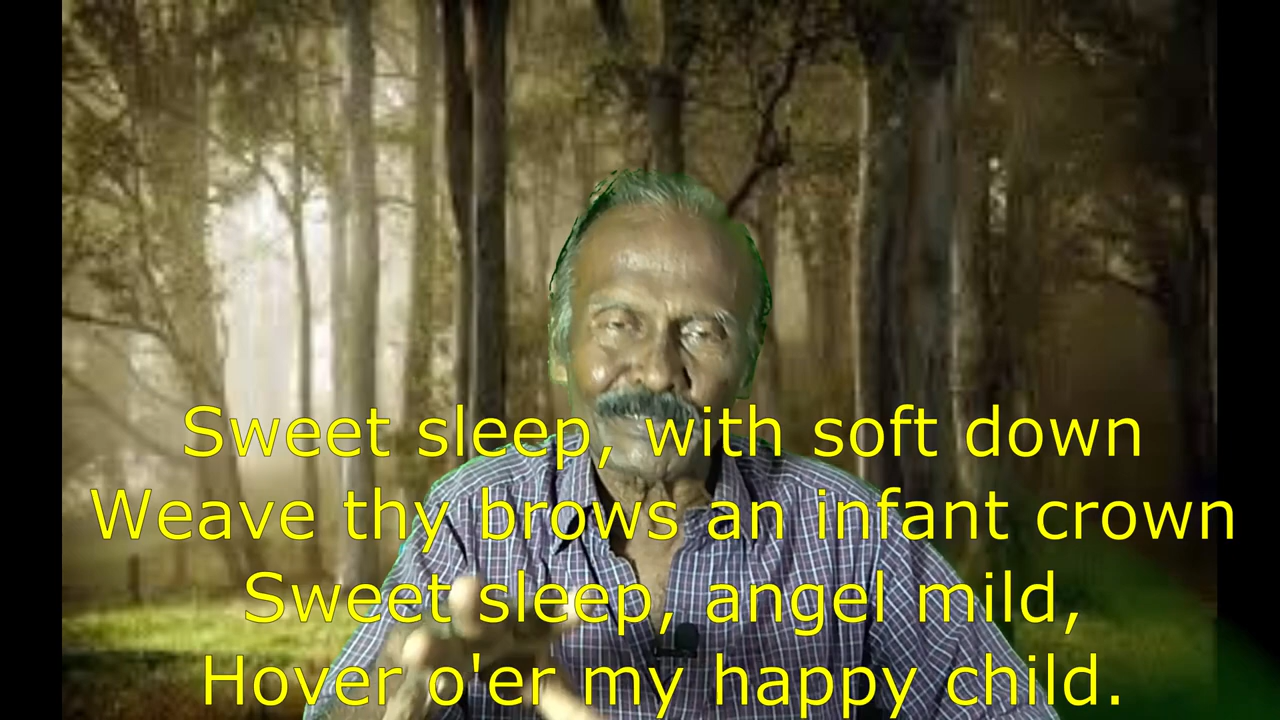 Sweet sleep, with soft down
Weave thy brows an infant crown
Sweet sleep, angel mild,
Hover o'er my happy child.